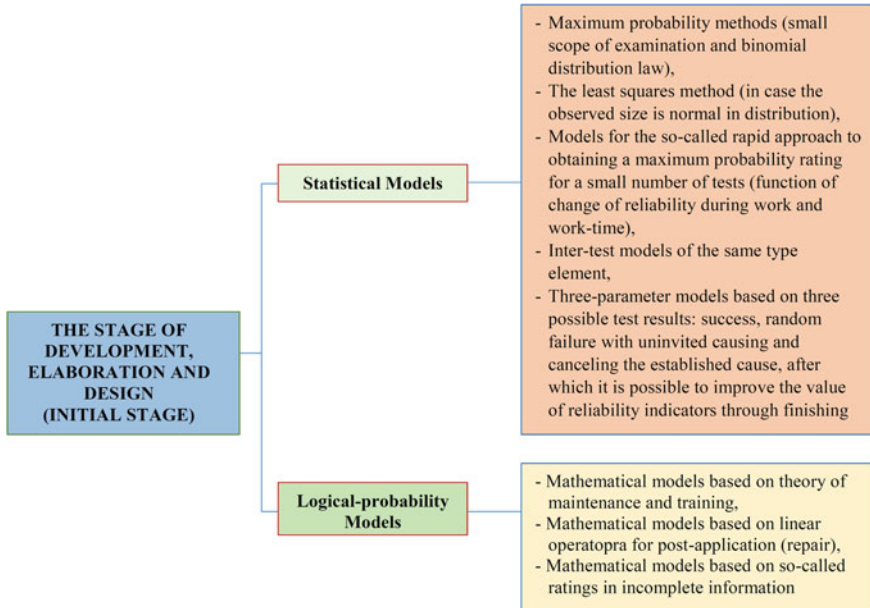 THE STAGE OF
DEVELOPMENT,
ELABORATION AND
DESIGN
(INITIAL STAGE)
Statistical Models
- Maximum probability methods (small
scope of examination and binomial
distribution law),
- The least squares method (in case the
observed size is normal in distribution),
- Models for the so-called rapid approach to
obtaining a maximum probability rating
for a small number of tests (function of
change of reliability during work and
work-time),
- Inter-test models of the same type
element,
- Three-parameter models based on three
possible test results: success, random
failure with uninvited causing and
canceling the established cause, after
which it is possible to improve the value
of reliability indicators through finishing
Logical-probability
Models
- Mathematical models based on theory of
maintenance and training,
- Mathematical models based on linear
operatopra for post-application (repair),
- Mathematical models based on so-called
ratings in incomplete information